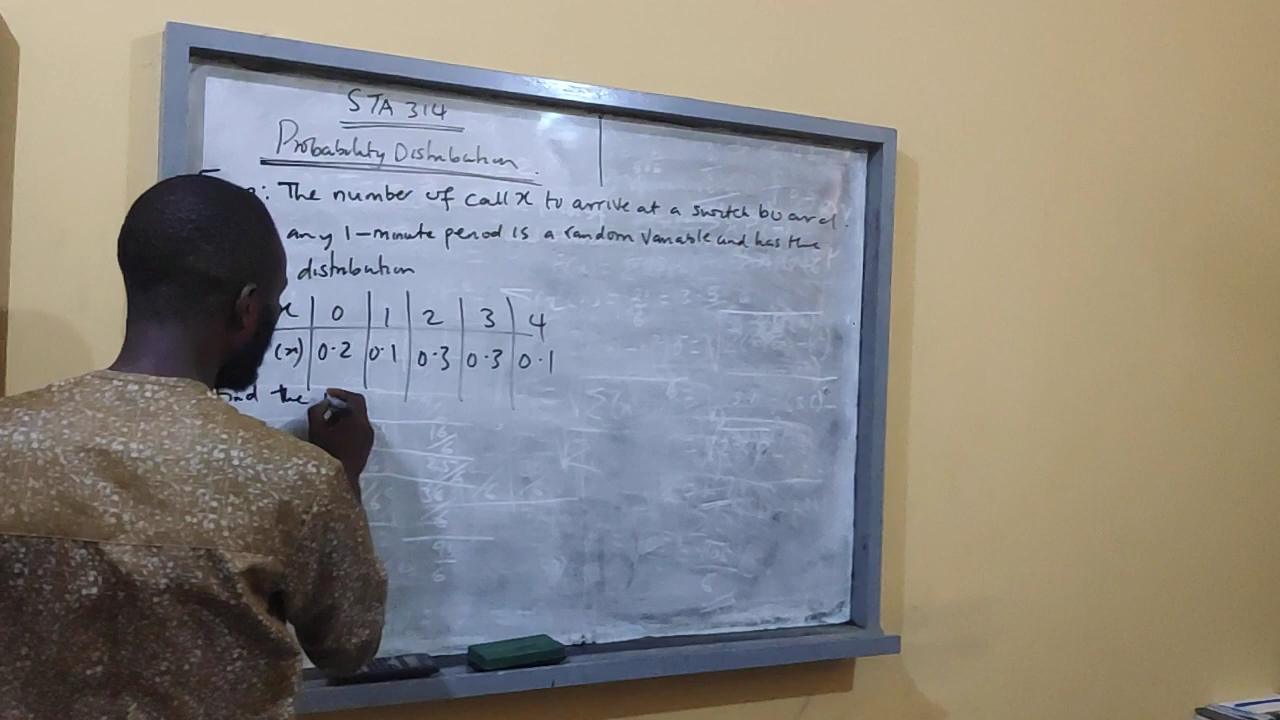 STA 314
Probability Distribution.
: The number of call x to arrive at a switch board.
any 1-minute period is a random variable and has the
distribution
x | 0 | 1 | 2 | 3 | 4
(x) | 0.2 | 0.1 | 0.3 | 0.3 | 0.1
the